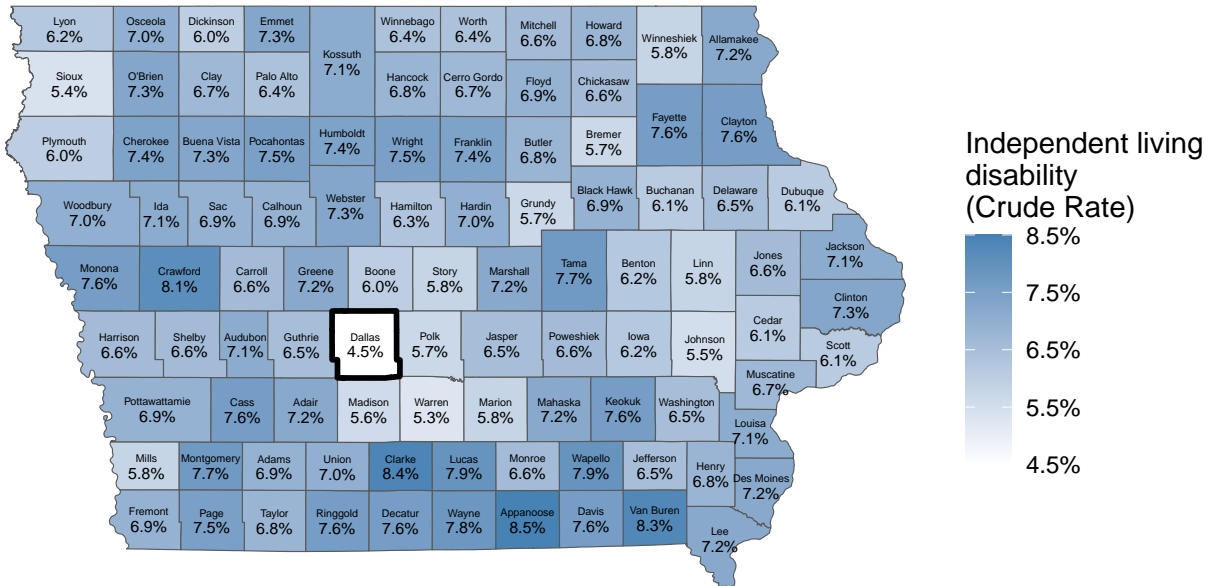 Lyon
6.2%
Osceola
7.0%
Dickinson
6.0%
Emmet
7.3%
Kossuth
7.1%
Winnebago
6.4%
Worth
6.4%
Mitchell
6.6%
Howard
6.8%
Winneshiek
5.8%
Allamakee
7.2%
Sioux
5.4%
O'Brien
7.3%
Clay
6.7%
Palo Alto
6.4%
Hancock
6.8%
Cerro Gordo
6.7%
Floyd
6.9%
Chickasaw
6.6%
Fayette
7.6%
Clayton
7.6%
Plymouth
6.0%
Cherokee
7.4%
Buena Vista
7.3%
Pocahontas
7.5%
Humboldt
7.4%
Wright
7.5%
Franklin
7.4%
Butler
6.8%
Bremer
5.7%
Woodbury
7.0%
Ida
7.1%
Sac
6.9%
Calhoun
6.9%
Webster
7.3%
Hamilton
6.3%
Hardin
7.0%
Grundy
5.7%
Black Hawk
6.9%
Buchanan
6.1%
Delaware
6.5%
Dubuque
6.1%
Monona
7.6%
Crawford
8.1%
Carroll
6.6%
Greene
7.2%
Boone
6.0%
Story
5.8%
Marshall
7.2%
Tama
7.7%
Benton
6.2%
Linn
5.8%
Jones
6.6%
Jackson
7.1%
Clinton
7.3%
Harrison
6.6%
Shelby
6.6%
Audubon
7.1%
Guthrie
6.5%
Dallas
4.5%
Polk
5.7%
Jasper
6.5%
Poweshiek
6.6%
Iowa
6.2%
Johnson
5.5%
Cedar
6.1%
Scott
6.1%
Muscatine
6.7%
Pottawattamie
6.9%
Cass
7.6%
Adair
7.2%
Madison
5.6%
Warren
5.3%
Marion
5.8%
Mahaska
7.2%
Keokuk
7.6%
Washington
6.5%
Louisa
7.1%
Mills
5.8%
Montgomery
7.7%
Adams
6.9%
Union
7.0%
Clarke
8.4%
Lucas
7.9%
Monroe
6.6%
Wapello
7.9%
Jefferson
6.5%
Henry
6.8%
Des Moines
7.2%
Fremont
6.9%
Page
7.5%
Taylor
6.8%
Ringgold
7.6%
Decatur
7.6%
Wayne
7.8%
Appanoose
8.5%
Davis
7.6%
Van Buren
8.3%
Lee
7.2%
Independent living
disability
(Crude Rate)
8.5%
7.5%
6.5%
5.5%
4.5%